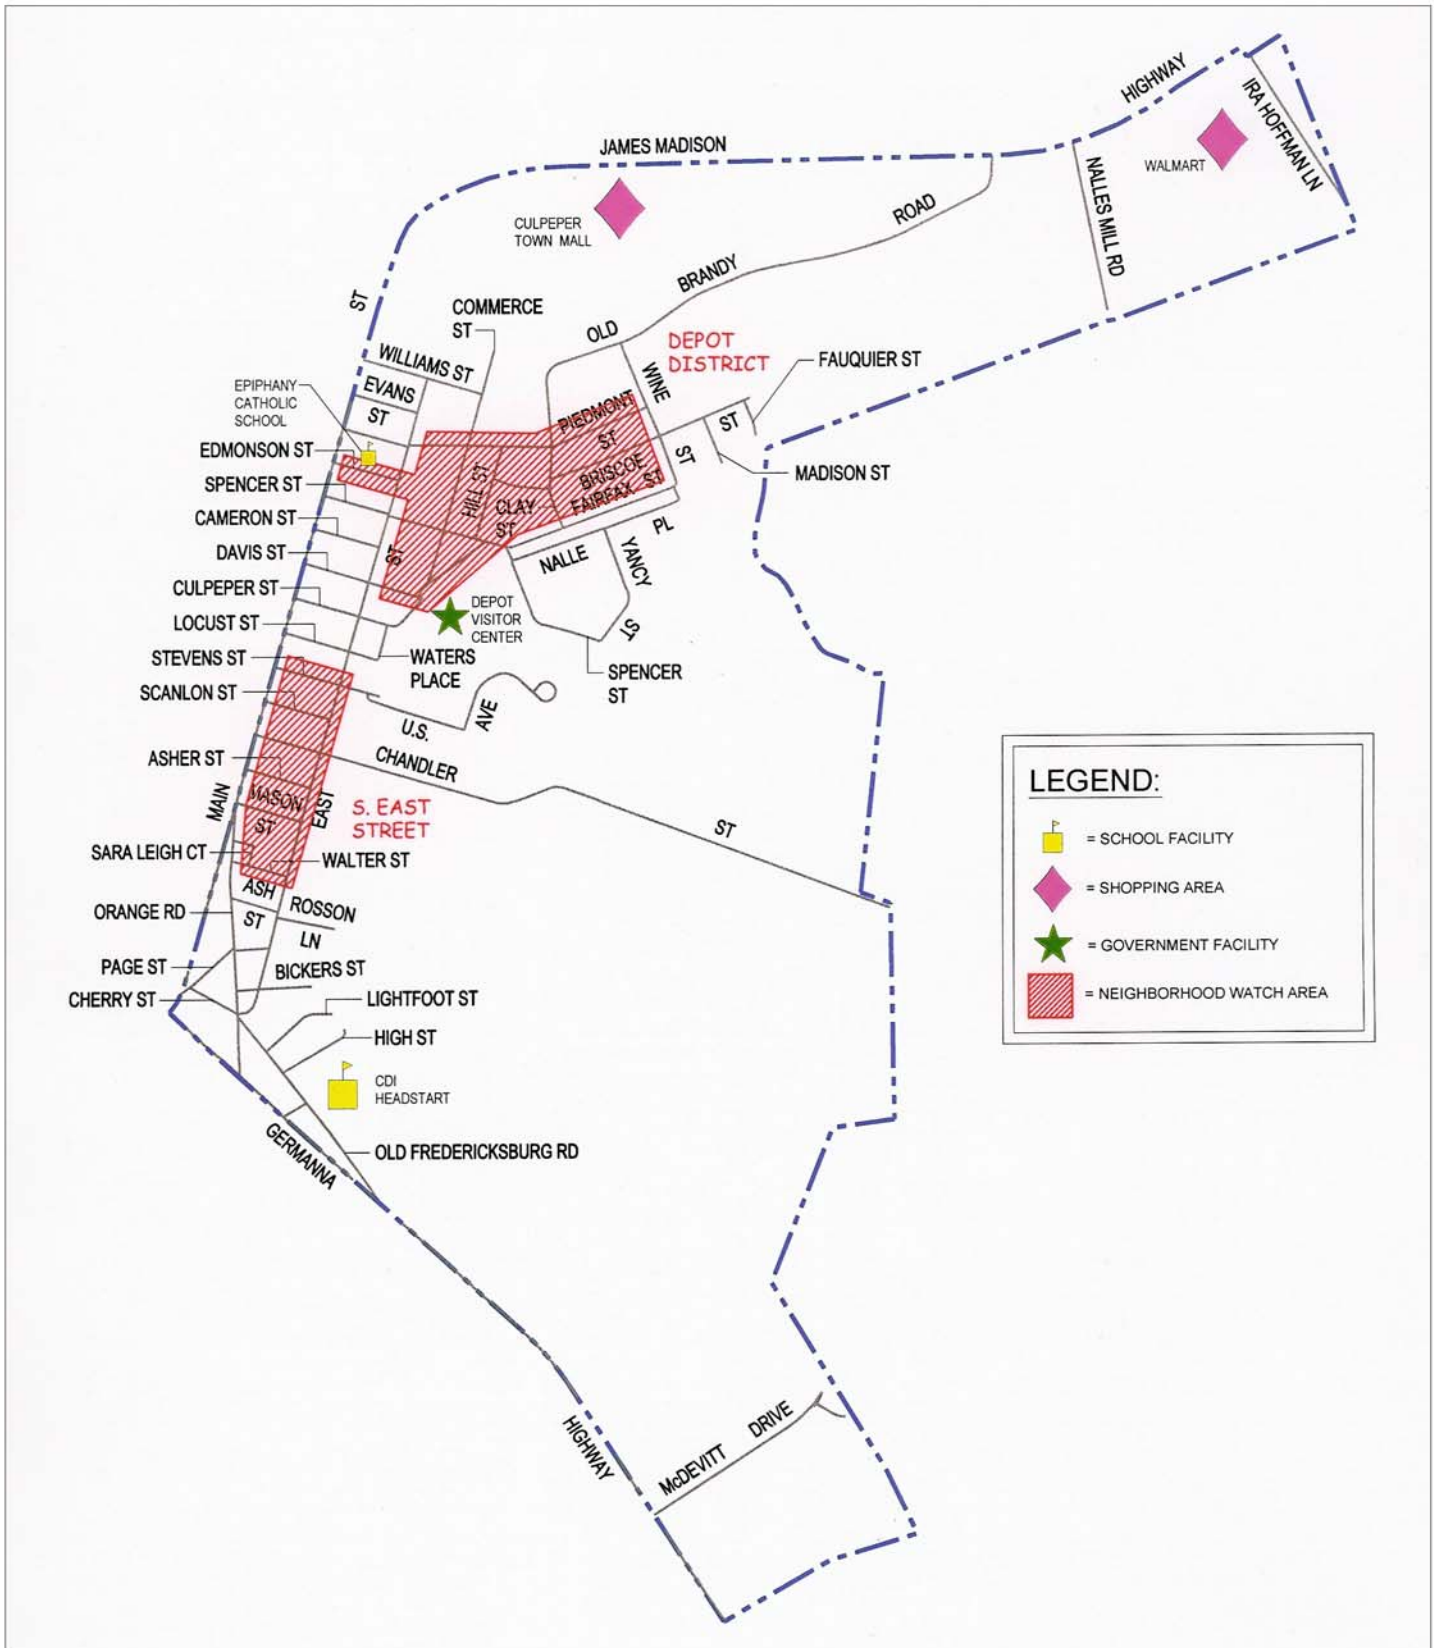 HIGHWAY
IRA HOFFMAN LN
JAMES MADISON
WALMART
NALLES MILL RD
CULPEPER
TOWN MALL
ROAD
BRANDY
ST
COMMERCE
ST
OLD
DEPOT
DISTRICT
WILLIAMS ST
WINE
FAUQUIER ST
EVANS
ST
EPIPHANY
CATHOLIC
SCHOOL
PIEDMONT
ST
ST
EDMONSON ST
ST
MADISON ST
SPENCER ST
HILL ST
BRISCOE
FAIRFAX ST
CLAY
ST
CAMERON ST
PL
DAVIS ST
ST
NALLE
YANCY
ST
CULPEPER ST
DEPOT
VISITOR
CENTER
LOCUST ST
STEVENS ST
WATERS
PLACE
SPENCER
ST
SCANLON ST
U.S.
AVE
ASHER ST
CHANDLER
ST
MAIN
MASON
ST
EAST
S. EAST
STREET
SARA LEIGH CT
WALTER ST
ASH
ST
ROSSON
LN
ORANGE RD
PAGE ST
BICKERS ST
CHERRY ST
LIGHTFOOT ST
HIGH ST
CDI
HEADSTART
GERMANNA
OLD FREDERICKSBURG RD
HIGHWAY
McDEVITT
DRIVE
LEGEND:
= SCHOOL FACILITY
= SHOPPING AREA
= GOVERNMENT FACILITY
= NEIGHBORHOOD WATCH AREA